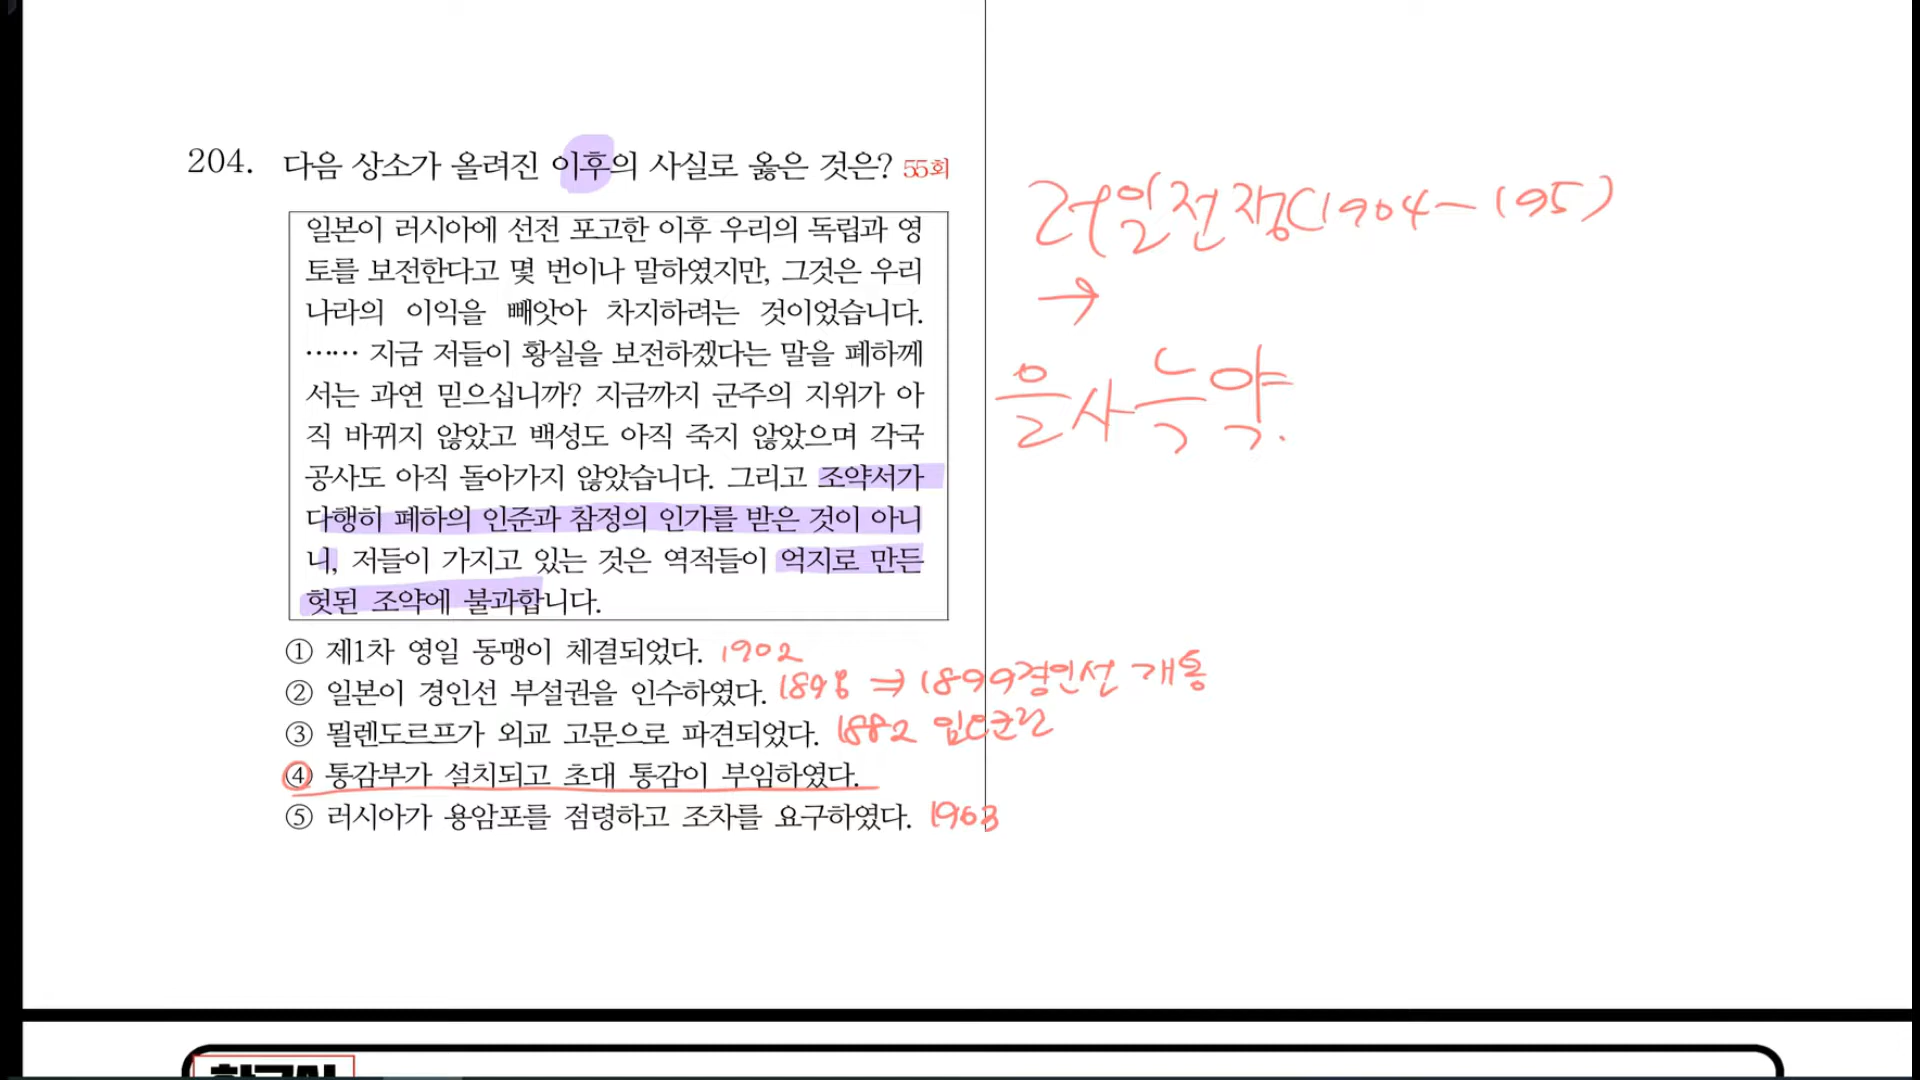 204. 다음 상소가 올려진 이후의 사실로 옳은 것은? 55회
일본이 러시아에 선전 포고한 이후 우리의 독립과 영
토를 보전한다고 몇 번이나 말하였지만, 그것은 우리
나라의 이익을 빼앗아 차지하려는 것이었습니다.
…… 지금 저들이 황실을 보전하겠다는 말을 폐하께
서는 과연 믿으십니까? 지금까지 군주의 지위가 아
직 바뀌지 않았고 백성도 아직 죽지 않았으며 각국
공사도 아직 돌아가지 않았습니다. 그리고 조약서가
다행히 폐하의 인준과 참정의 인가를 받은 것이 아니
니, 저들이 가지고 있는 것은 역적들이 억지로 만든
헛된 조약에 불과합니다.
① 제1차 영일 동맹이 체결되었다. 1902
② 일본이 경인선 부설권을 인수하였다. 1898 ⇒ 1899 경인선 개통
③ 묄렌도르프가 외교 고문으로 파견되었다. 1882 임오군란
④ 통감부가 설치되고 초대 통감이 부임하였다.
⑤ 러시아가 용암포를 점령하고 조차를 요구하였다. 1903
러일전쟁(1904~195)
→
을사늑약.